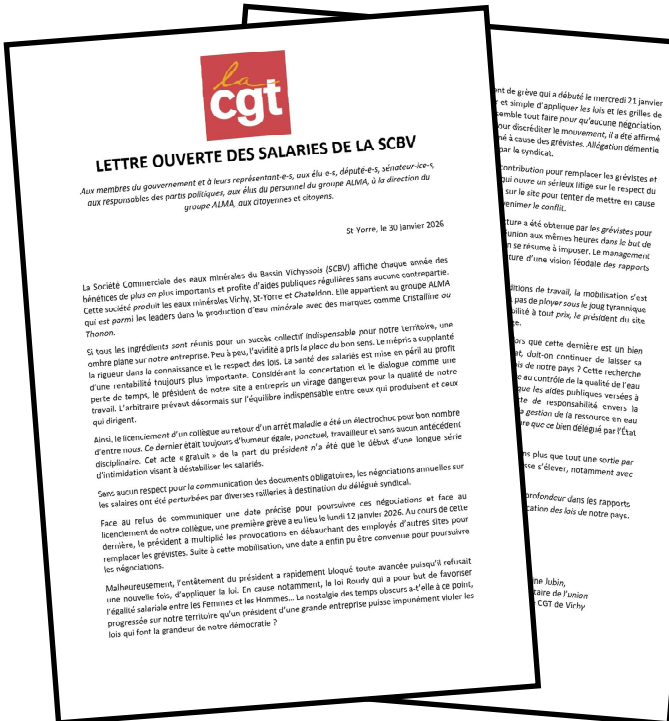 la
cgt
LETTRE OUVERTE DES SALARIES DE LA SCBV
Aux membres du gouvernement et à leurs représentant-e-s, aux élu e-s, député-e-s, sénateur-ice-s,
aux responsables des partis politiques, aux élus du personnel du groupe ALMA, à la direction du
groupe ALMA, aux citoyennes et citoyens.
St Yorre, le 30 janvier 2026
La Société Commerciale des eaux minérales du Bassin Vichyssois (SCBV) affiche chaque année des
bénéfices de plus en plus importants et profite d'aides publiques régulières sans aucune contrepartie.
Cette société produit les eaux minérales Vichy, St-Yorre et Chateldon. Elle appartient au groupe ALMA
qui est parmi les leaders dans la production d'eau minérale avec des marques comme Cristalline ou
Thonon.
Si tous les ingrédients sont réunis pour un succès collectif indispensable pour notre territoire, une
ombre plane sur notre entreprise. Peu à peu, l'avidité a pris la place du bon sens. Le mépris a supplanté
la rigueur dans la connaissance et le respect des lois. La santé des salariés est mise en péril au profit
d'une rentabilité toujours plus importante. Considérant la concertation et le dialogue comme une
perte de temps, le président de notre site a entrepris un virage dangereux pour la qualité de notre
travail. L'arbitraire prévaut désormais sur l'équilibre indispensable entre ceux qui produisent et ceux
qui dirigent.
Ainsi, le licenciement d'un collègue au retour d'un arrêt maladie a été un électrochoc pour bon nombre
d'entre nous. Ce dernier était toujours d'humeur égale, ponctuel, travailleur et sans aucun antécédent
disciplinaire. Cet acte « gratuit » de la part du président n'a été que le début d'une longue série
d'intimidation visant à déstabiliser les salariés.
Sans aucun respect pour la communication des documents obligatoires, les négociations annuelles sur
les salaires ont été perturbées par diverses railleries à destination du délégué syndical.
Face au refus de communiquer une date précise pour poursuivre ces négociations et face au
licenciement de notre collègue, une première grève a eu lieu le lundi 12 janvier 2026. Au cours de cette
dernière, le président a multiplié les provocations en débauchant des employés d'autres sites pour
remplacer les grévistes. Suite à cette mobilisation, une date a enfin pu être convenue pour poursuivre
les négociations.
Malheureusement, l'entêtement du président a rapidement bloqué toute avancée puisqu'il refusait
une nouvelle fois, d'appliquer la loi. En cause notamment, la loi Roudy qui a pour but de favoriser
l'égalité salariale entre les Femmes et les Hommes... La nostalgie des temps obscurs a-t'elle à ce point,
progressée sur notre territoire qu'un président d'une grande entreprise puisse impunément violer les
lois qui font la grandeur de notre démocratie ?
de grève qui a débuté le mercredi 21 janvier
et simple d'appliquer les lois et les grilles de
tout faire pour qu'aucune négociation
discréditer le mouvement, il a été affirmé
à cause des grévistes. Allégation démentie
par le syndicat.
contribution pour remplacer les grévistes et
qui ouvre un sérieux litige sur le respect du
sur le site pour tenter de mettre en cause
le conflit.
a été obtenue par les grévistes pour
aux mêmes heures dans le but de
se résume à imposer. Le management
d'une vision féodale des rapports
de travail, la mobilisation s'est
pas de ployer sous le joug tyrannique
à tout prix, le président du site
que cette dernière est un bien
doit-on continuer de laisser sa
de notre pays ? Cette recherche
au contrôle de la qualité de l'eau
que les aides publiques versées à
de responsabilité envers la
gestion de la ressource en eau
que ce bien délégué par l'État
plus que tout une sortie par
s'élever, notamment avec
profondeur dans les rapports
des lois de notre pays.
Jubin,
de l'union
CGT de Vichy